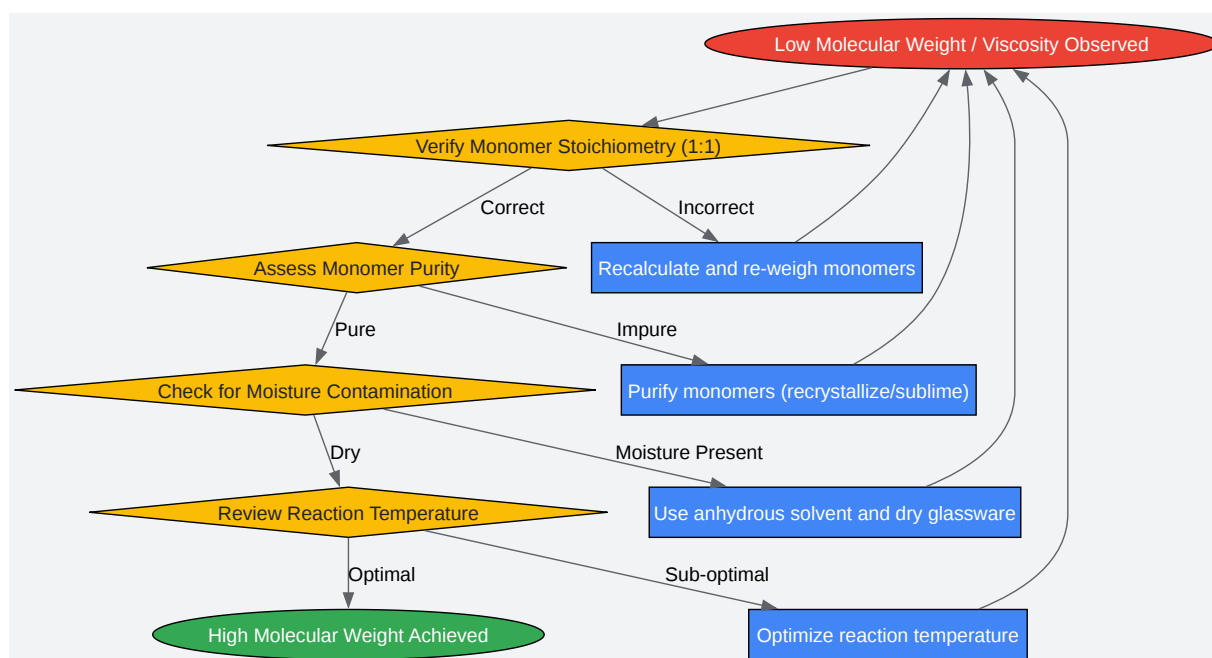 Low Molecular Weight / Viscosity Observed
Verify Monomer Stoichiometry (1:1)
Correct
Incorrect
Assess Monomer Purity
Recalculate and re-weigh monomers
Pure
Impure
Check for Moisture Contamination
Purify monomers (recrystallize/sublime)
Dry
Moisture Present
Review Reaction Temperature
Use anhydrous solvent and dry glassware
Optimal
Sub-optimal
High Molecular Weight Achieved
Optimize reaction temperature